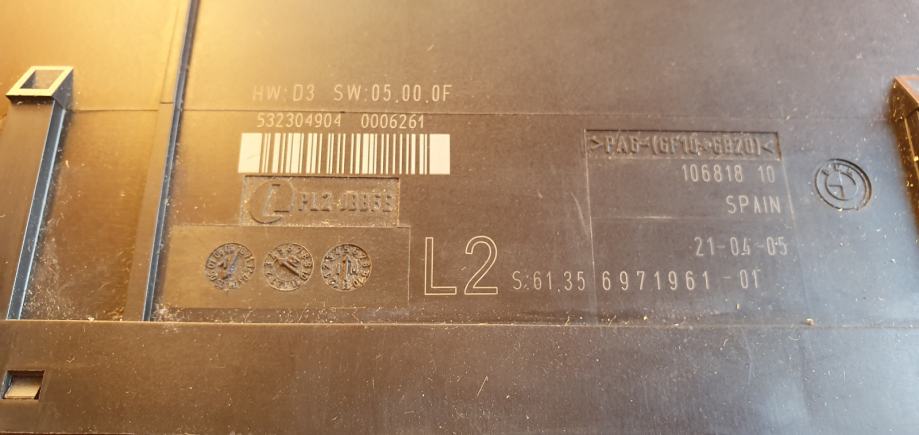 HW:D3 SW:05.00.0F
532304904 0006261
>PA6-(GF10+GB20)<
106818 10
SPAIN
21-04-05
L2
S:61.35 6971961-01